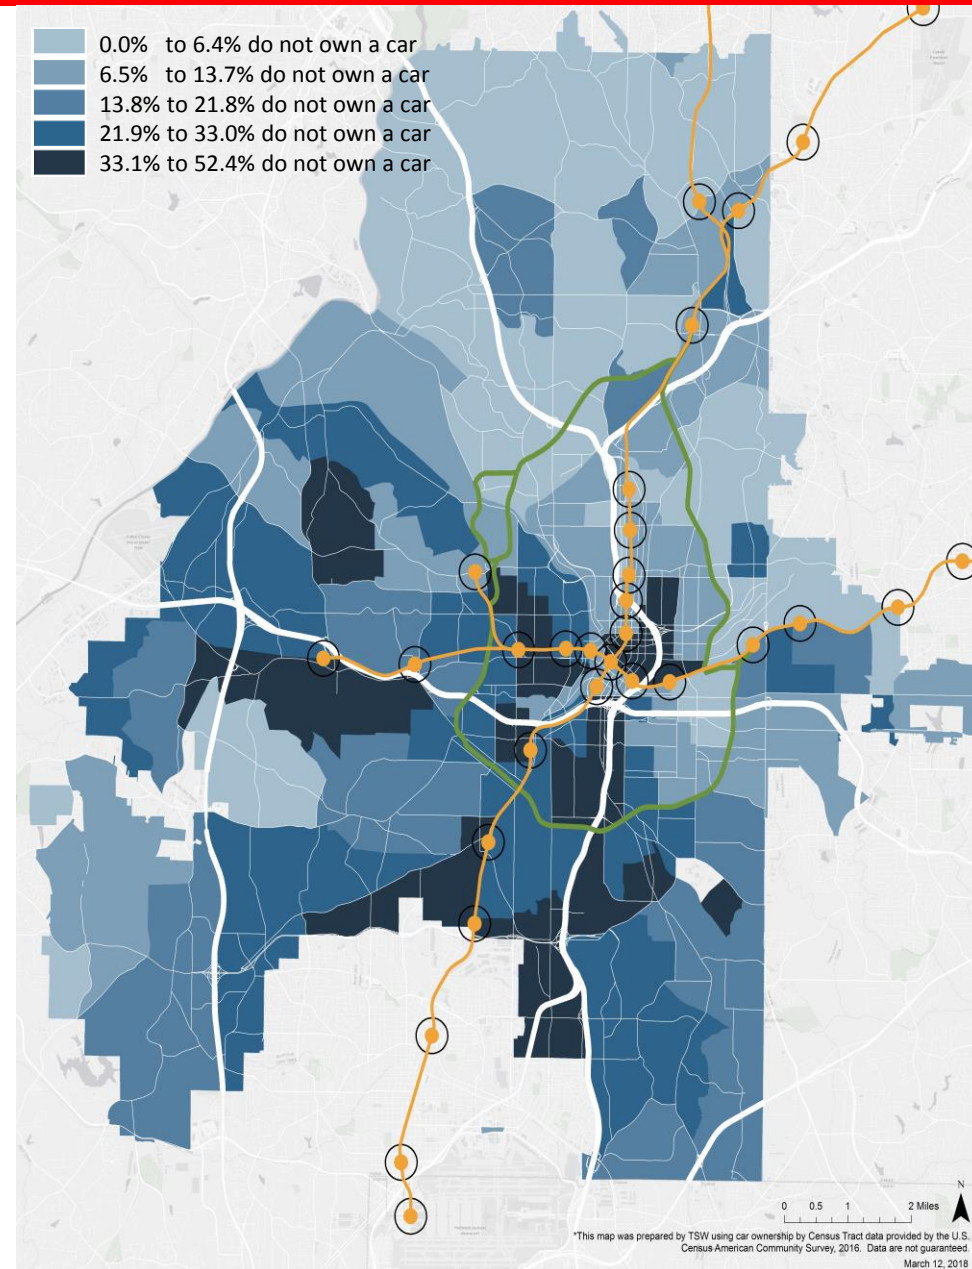 0.0% to 6.4% do not own a car
6.5% to 13.7% do not own a car
13.8% to 21.8% do not own a car
21.9% to 33.0% do not own a car
33.1% to 52.4% do not own a car
N
0 0.5 1 2 Miles
*This map was prepared by TSW using car ownership by Census Tract data provided by the U.S.
Census American Community Survey, 2016. Data are not guaranteed.
March 12, 2018